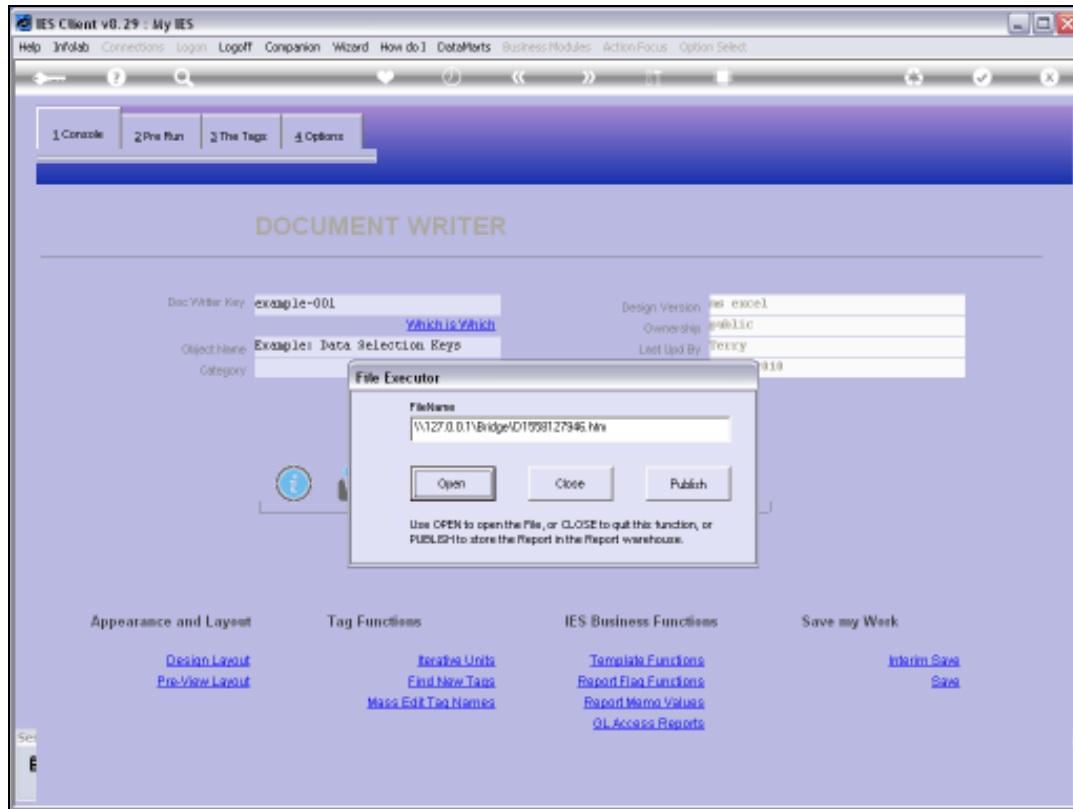 IES Client v8.29 : My IES
Help Infolab Connections Logon Logoff Companion Wizard How do I DataMarts Business Modules Action Focus Option Select
1 Console 2 Pre Run 3 The Tags 4 Options
DOCUMENT WRITER
Doc Writer Key example-001
Which is Which
Object Name Example: Data Selection Keys
Category
Design Version ms excel
Ownership public
Last Upd By Terry
File Executor
FileName
\\127.0.0.1\Bridge\D1558127946.htm
Open Close Publish
Use OPEN to open the File, or CLOSE to quit this function, or
PUBLISH to store the Report in the Report warehouse.
Appearance and Layout Tag Functions IES Business Functions Save my Work
Design Layout Iterative Units Template Functions Interim Save
Pre-View Layout Find New Tags Report Flag Functions Save
Mass Edit Tag Names Report Memo Values
GL Access Reports